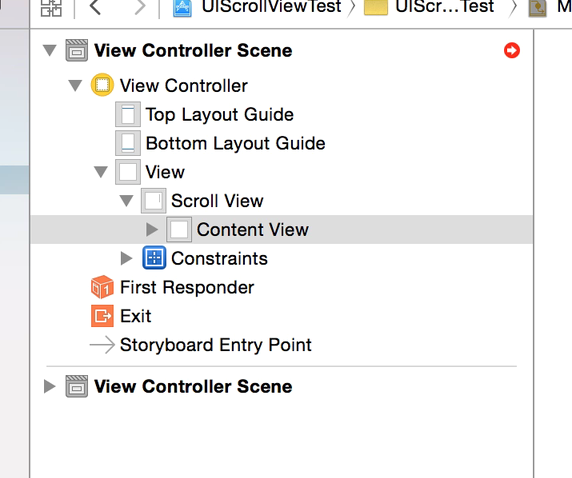 UIScrollViewTest UIScr...Test M
View Controller Scene
View Controller
Top Layout Guide
Bottom Layout Guide
View
Scroll View
Content View
Constraints
First Responder
Exit
Storyboard Entry Point
View Controller Scene